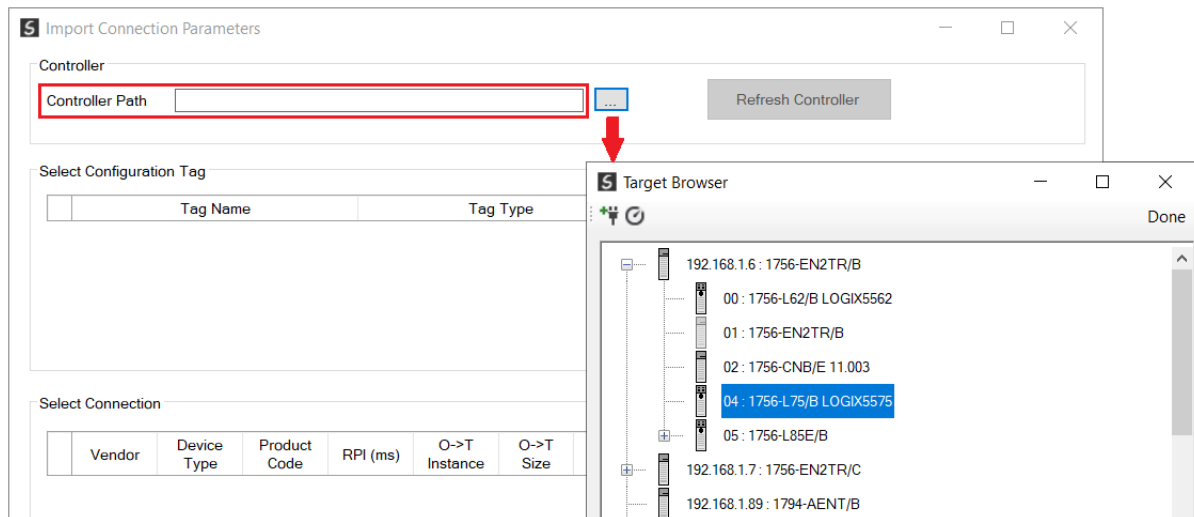 S Import Connection Parameters
Controller
Controller Path
...
Refresh Controller
Select Configuration Tag
Tag Name Tag Type
Select Connection
Vendor Device Type Product Code RPI (ms) O->T Instance O->T Size
S Target Browser
Done
192.168.1.6 : 1756-EN2TR/B
00 : 1756-L62/B LOGIX5562
01 : 1756-EN2TR/B
02 : 1756-CNB/E 11.003
04 : 1756-L75/B LOGIX5575
05 : 1756-L85E/B
192.168.1.7 : 1756-EN2TR/C
192.168.1.89 : 1794-AENT/B